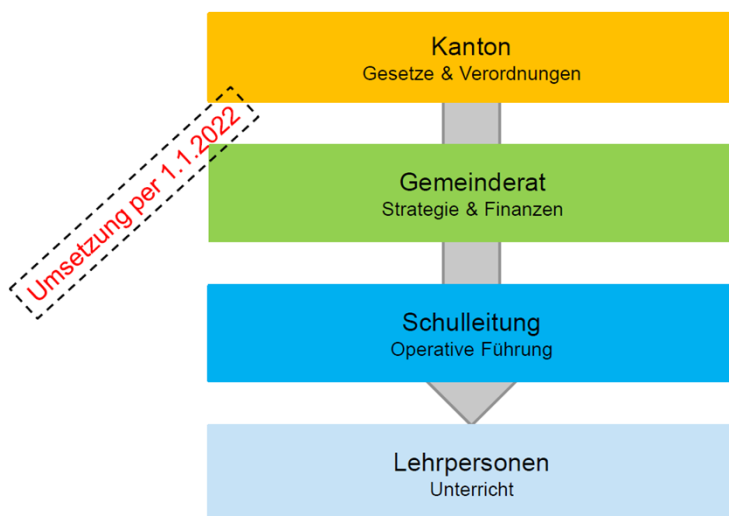 Kanton
Gesetze & Verordnungen
Umsetzung per 1.1.2022
Gemeinderat
Strategie & Finanzen
Schulleitung
Operative Führung
Lehrpersonen
Unterricht